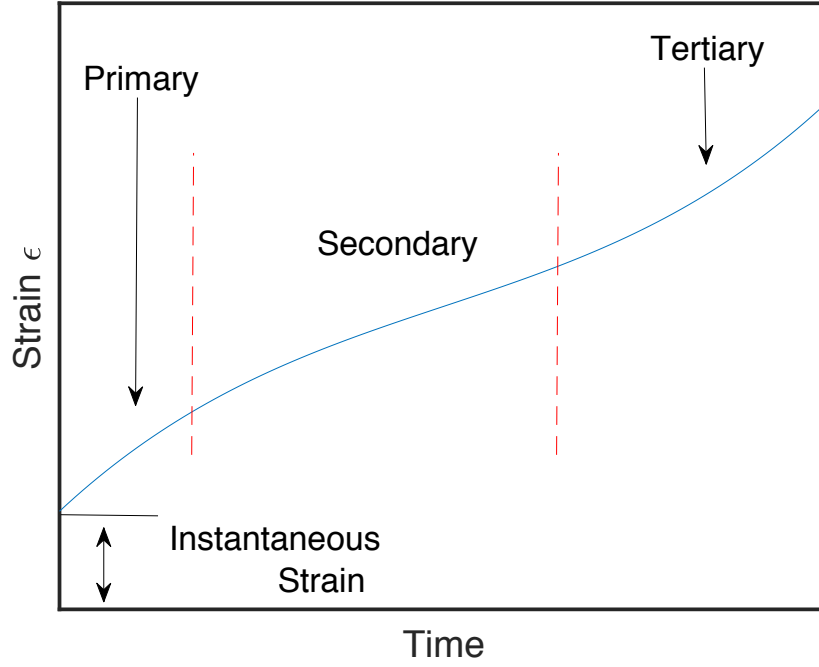 Primary
Tertiary
Secondary
Strain ϵ
Instantaneous
Strain
Time